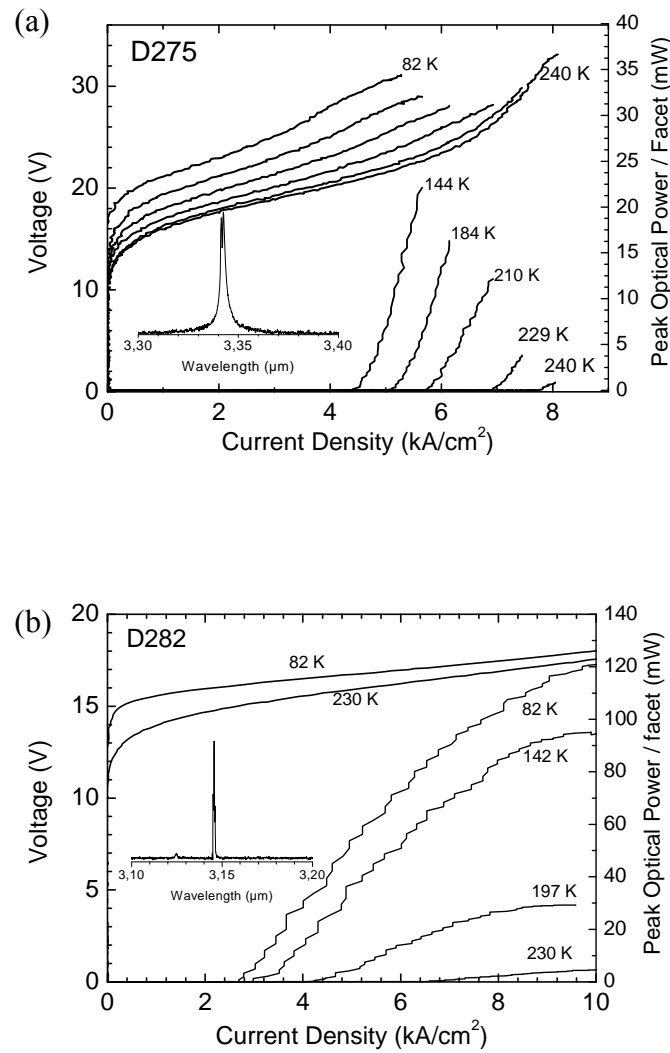 (a)
D275
82 K
240 K
144 K
184 K
210 K
229 K
240 K
30
20
10
0
Voltage (V)
40
35
30
25
20
15
10
5
0
Peak Optical Power / Facet (mW)
3,30 3,35 3,40
Wavelength (µm)
0 2 4 6 8
Current Density (kA/cm²)
(b)
D282
82 K
230 K
82 K
142 K
197 K
230 K
20
15
10
5
0
Voltage (V)
140
120
100
80
60
40
20
0
Peak Optical Power / facet (mW)
3,10 3,15 3,20
Wavelength (µm)
0 2 4 6 8 10
Current Density (kA/cm²)